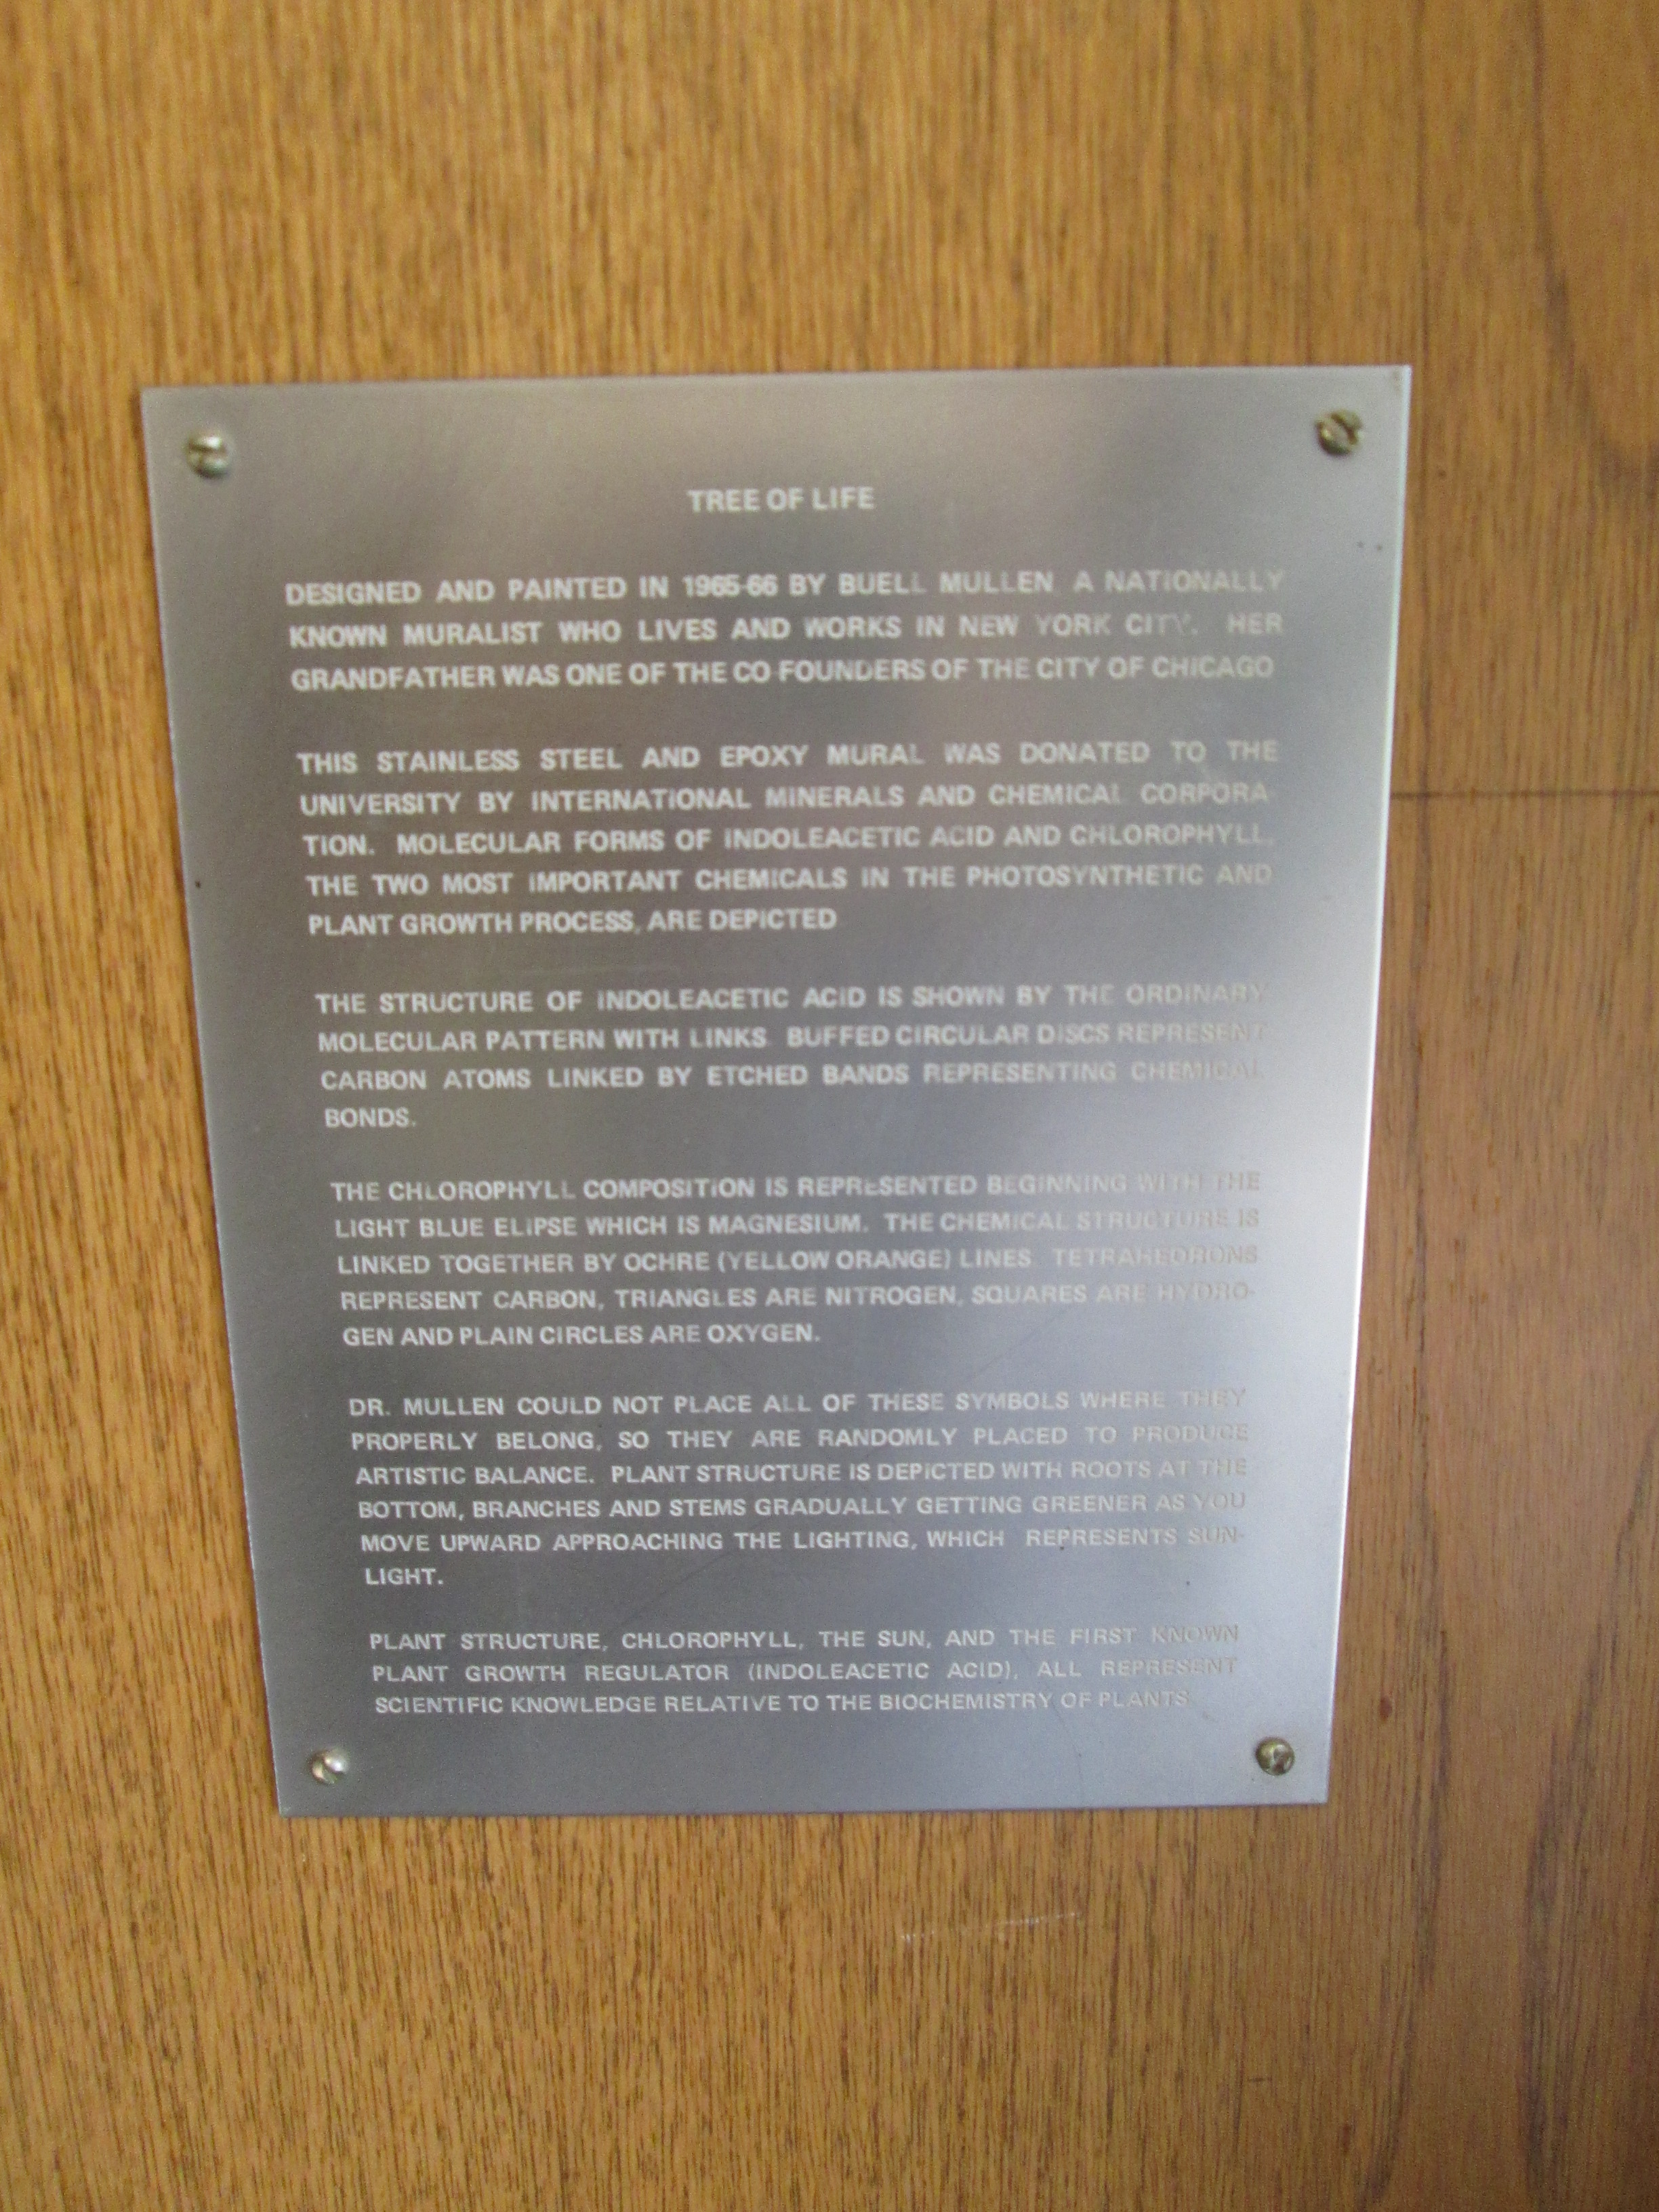 TREE OF LIFE
DESIGNED AND PAINTED IN 1965-66 BY BUELL MULLEN A NATIONALLY
KNOWN MURALIST WHO LIVES AND WORKS IN NEW YORK CITY. HER
GRANDFATHER WAS ONE OF THE CO FOUNDERS OF THE CITY OF CHICAGO
THIS STAINLESS STEEL AND EPOXY MURAL WAS DONATED TO THE
UNIVERSITY BY INTERNATIONAL MINERALS AND CHEMICAL CORPORA-
TION. MOLECULAR FORMS OF INDOLEACETIC ACID AND CHLOROPHYLL,
THE TWO MOST IMPORTANT CHEMICALS IN THE PHOTOSYNTHETIC AND
PLANT GROWTH PROCESS, ARE DEPICTED
THE STRUCTURE OF INDOLEACETIC ACID IS SHOWN BY THE ORDINARY
MOLECULAR PATTERN WITH LINKS. BUFFED CIRCULAR DISCS REPRESENT
CARBON ATOMS LINKED BY ETCHED BANDS REPRESENTING CHEMICAL
BONDS.
THE CHLOROPHYLL COMPOSITION IS REPRESENTED BEGINNING WITH THE
LIGHT BLUE ELIPSE WHICH IS MAGNESIUM. THE CHEMICAL STRUCTURE IS
LINKED TOGETHER BY OCHRE (YELLOW ORANGE) LINES. TETRAHEDRONS
REPRESENT CARBON, TRIANGLES ARE NITROGEN, SQUARES ARE HYDRO-
GEN AND PLAIN CIRCLES ARE OXYGEN.
DR. MULLEN COULD NOT PLACE ALL OF THESE SYMBOLS WHERE THEY
PROPERLY BELONG, SO THEY ARE RANDOMLY PLACED TO PRODUCE
ARTISTIC BALANCE. PLANT STRUCTURE IS DEPICTED WITH ROOTS AT THE
BOTTOM, BRANCHES AND STEMS GRADUALLY GETTING GREENER AS YOU
MOVE UPWARD APPROACHING THE LIGHTING, WHICH REPRESENTS SUN-
LIGHT.
PLANT STRUCTURE, CHLOROPHYLL, THE SUN, AND THE FIRST KNOWN
PLANT GROWTH REGULATOR (INDOLEACETIC ACID), ALL REPRESENT
SCIENTIFIC KNOWLEDGE RELATIVE TO THE BIOCHEMISTRY OF PLANTS